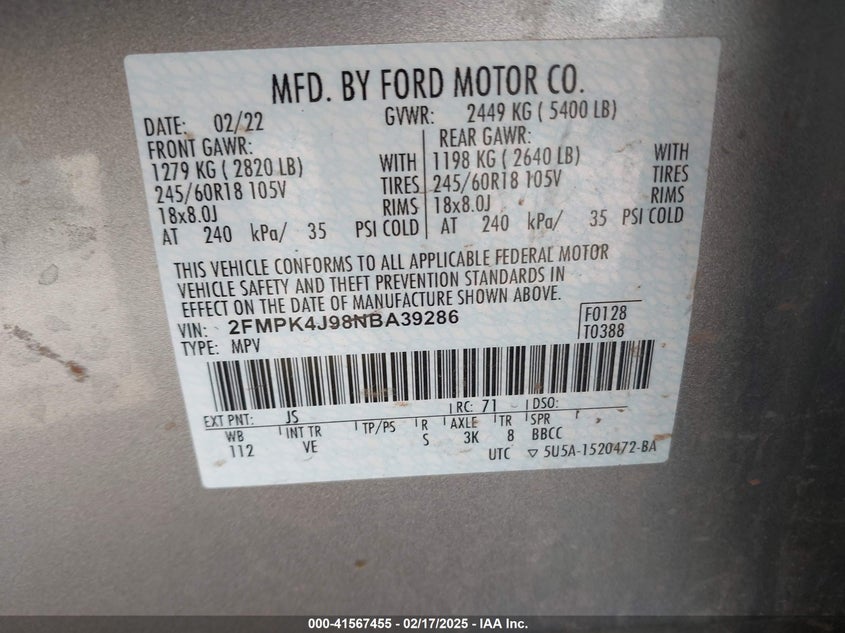 MFD. BY FORD MOTOR CO.
DATE: 02/22 GVWR: 2449 KG ( 5400 LB)
FRONT GAWR: REAR GAWR:
1279 KG ( 2820 LB) WITH 1198 KG ( 2640 LB) WITH
245/60R18 105V TIRES 245/60R18 105V TIRES
18x8.0J RIMS 18x8.0J RIMS
AT 240 kPa/ 35 PSI COLD AT 240 kPa/ 35 PSI COLD
THIS VEHICLE CONFORMS TO ALL APPLICABLE FEDERAL MOTOR
VEHICLE SAFETY AND THEFT PREVENTION STANDARDS IN
EFFECT ON THE DATE OF MANUFACTURE SHOWN ABOVE.
VIN: 2FMPK4J98NBA39286 F0128
TYPE: MPV T0388
EXT PNT: JS RC: 71 DSO:
WB INT TR TP/PS R AXLE TR SPR
112 VE S 3K 8 BBCC
UTC ▽ 5U5A-1520472-BA
000-41567455 - 02/17/2025 - IAA Inc.